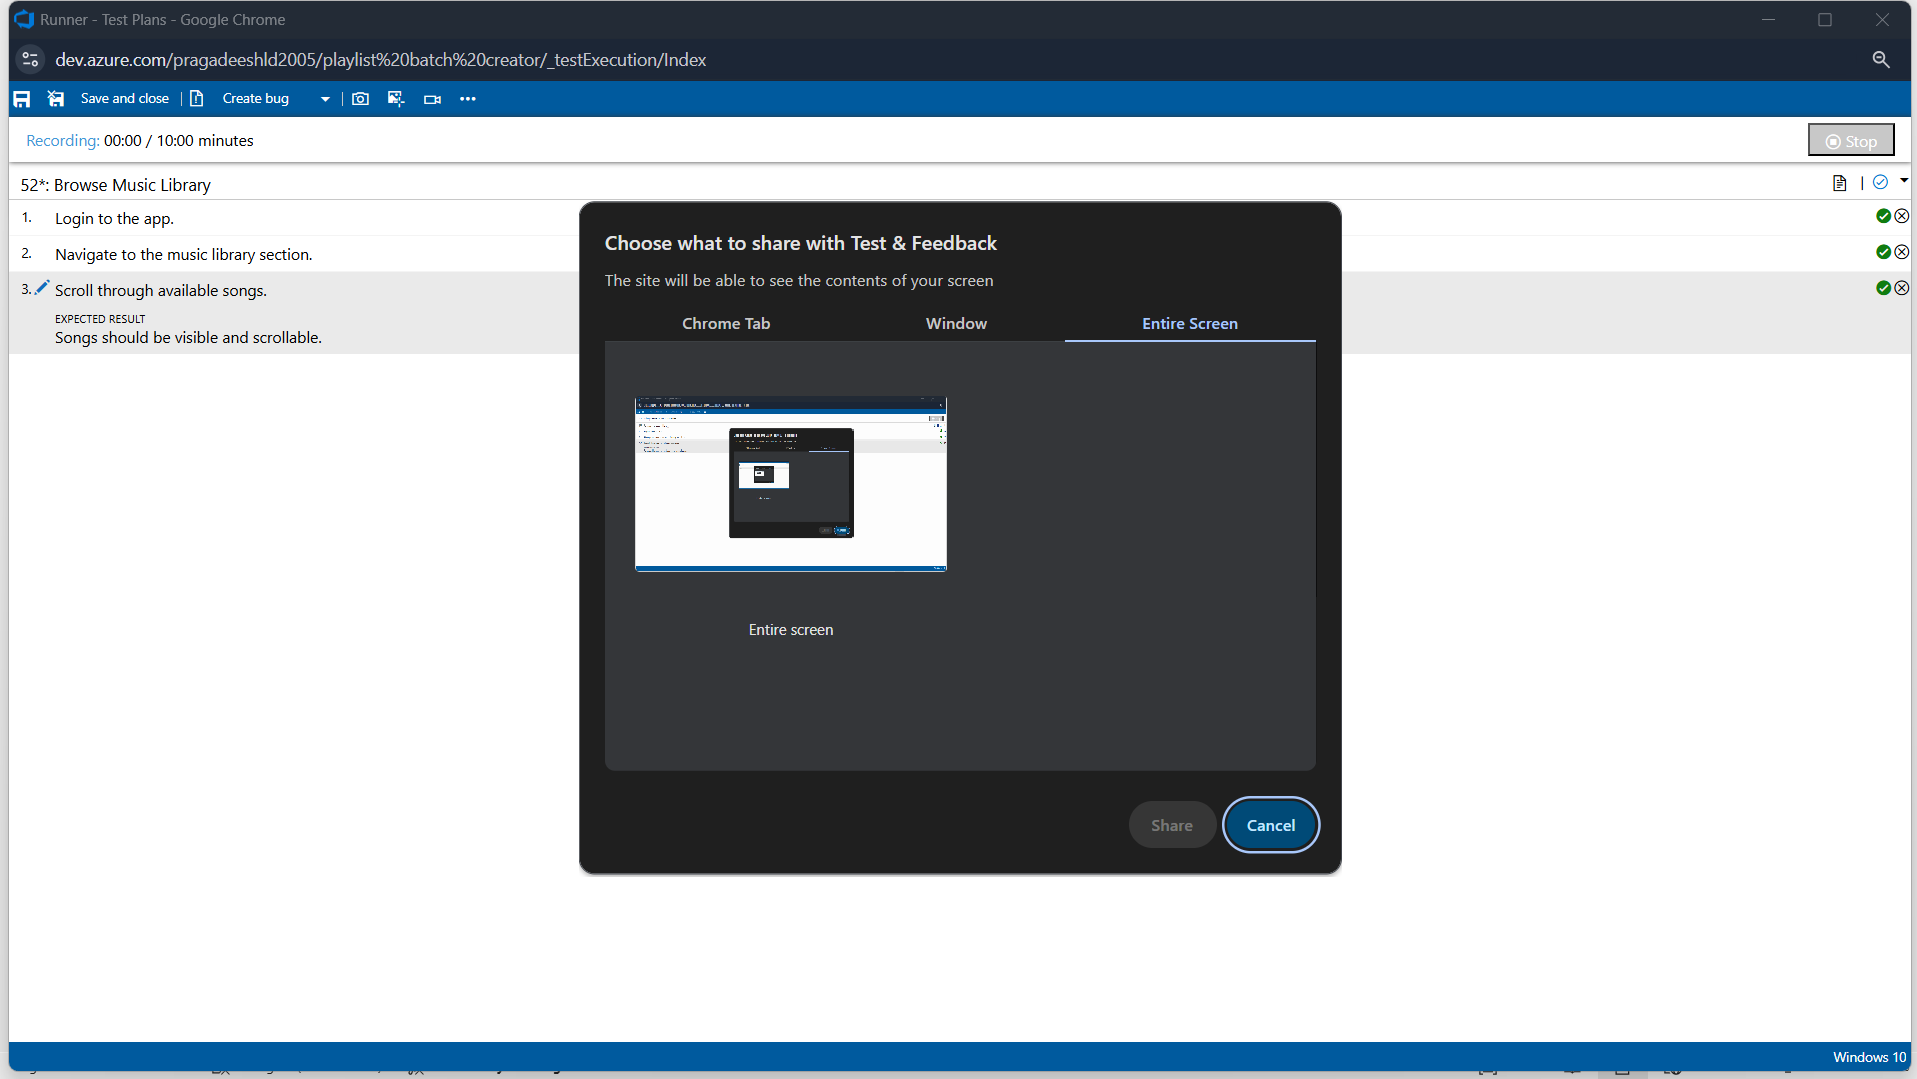 Runner - Test Plans - Google Chrome
dev.azure.com/pragadeeshld2005/playlist%20batch%20creator/_testExecution/Index
Save and close
Create bug
Recording: 00:00 / 10:00 minutes
Stop
52*: Browse Music Library
1. Login to the app.
2. Navigate to the music library section.
3. Scroll through available songs.
EXPECTED RESULT
Songs should be visible and scrollable.
Choose what to share with Test & Feedback
The site will be able to see the contents of your screen
Chrome Tab
Window
Entire Screen
Entire screen
Share
Cancel
Windows 10